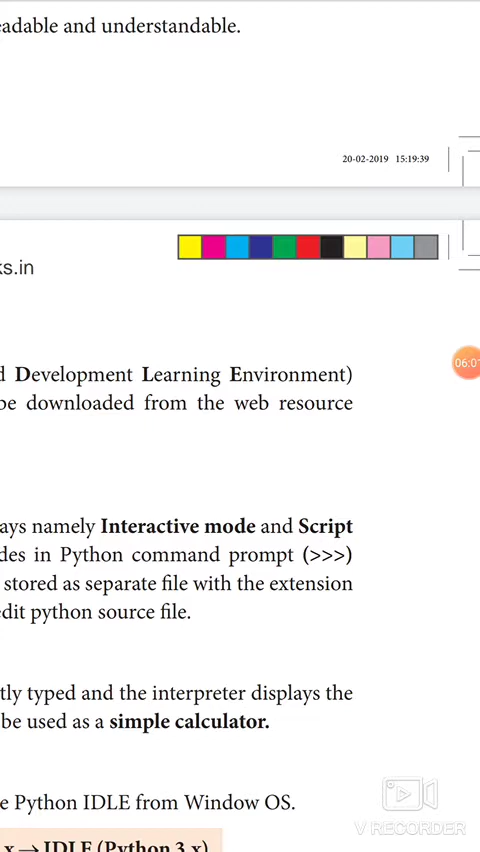 eadable and understandable.
20-02-2019 15:19:39
ks.in
d Development Learning Environment)
be downloaded from the web resource
06:01
ays namely Interactive mode and Script
des in Python command prompt (>>>)
stored as separate file with the extension
edit python source file.
tly typed and the interpreter displays the
be used as a simple calculator.
e Python IDLE from Window OS.
x → IDLE (Python 3.x)
V RECORDER